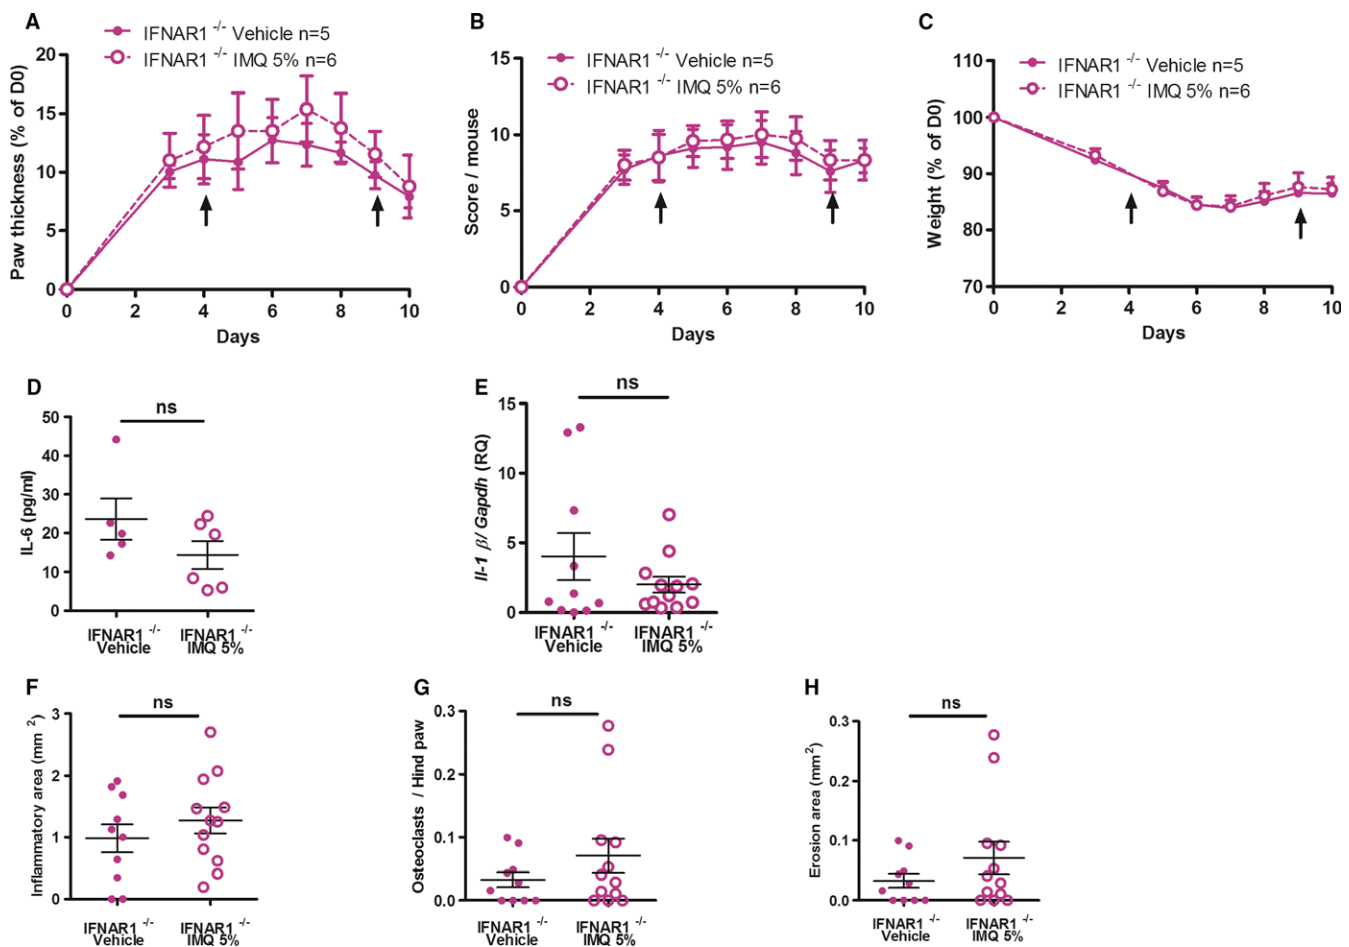 A
IFNAR1 -/- Vehicle n=5
IFNAR1 -/- IMQ 5% n=6
Paw thickness (% of D0)
20
15
10
5
0
0 2 4 6 8 10
Days
B
IFNAR1 -/- Vehicle n=5
IFNAR1 -/- IMQ 5% n=6
Score / mouse
15
10
5
0
0 2 4 6 8 10
Days
C
IFNAR1 -/- Vehicle n=5
IFNAR1 -/- IMQ 5% n=6
Weight (% of D0)
110
100
90
80
70
0 2 4 6 8 10
Days
D
ns
IL-6 (pg/ml)
50
40
30
20
10
0
IFNAR1 -/- IFNAR1 -/-
Vehicle IMQ 5%
E
ns
Il-1 β/ Gapdh (RQ)
15
10
5
0
IFNAR1 -/- IFNAR1 -/-
Vehicle IMQ 5%
F
ns
Inflammatory area (mm 2)
3
2
1
0
IFNAR1 -/- IFNAR1 -/-
Vehicle IMQ 5%
G
ns
Osteoclasts / Hind paw
0.3
0.2
0.1
0.0
IFNAR1 -/- IFNAR1 -/-
Vehicle IMQ 5%
H
ns
Erosion area (mm2)
0.3
0.2
0.1
0.0
IFNAR1 -/- IFNAR1 -/-
Vehicle IMQ 5%